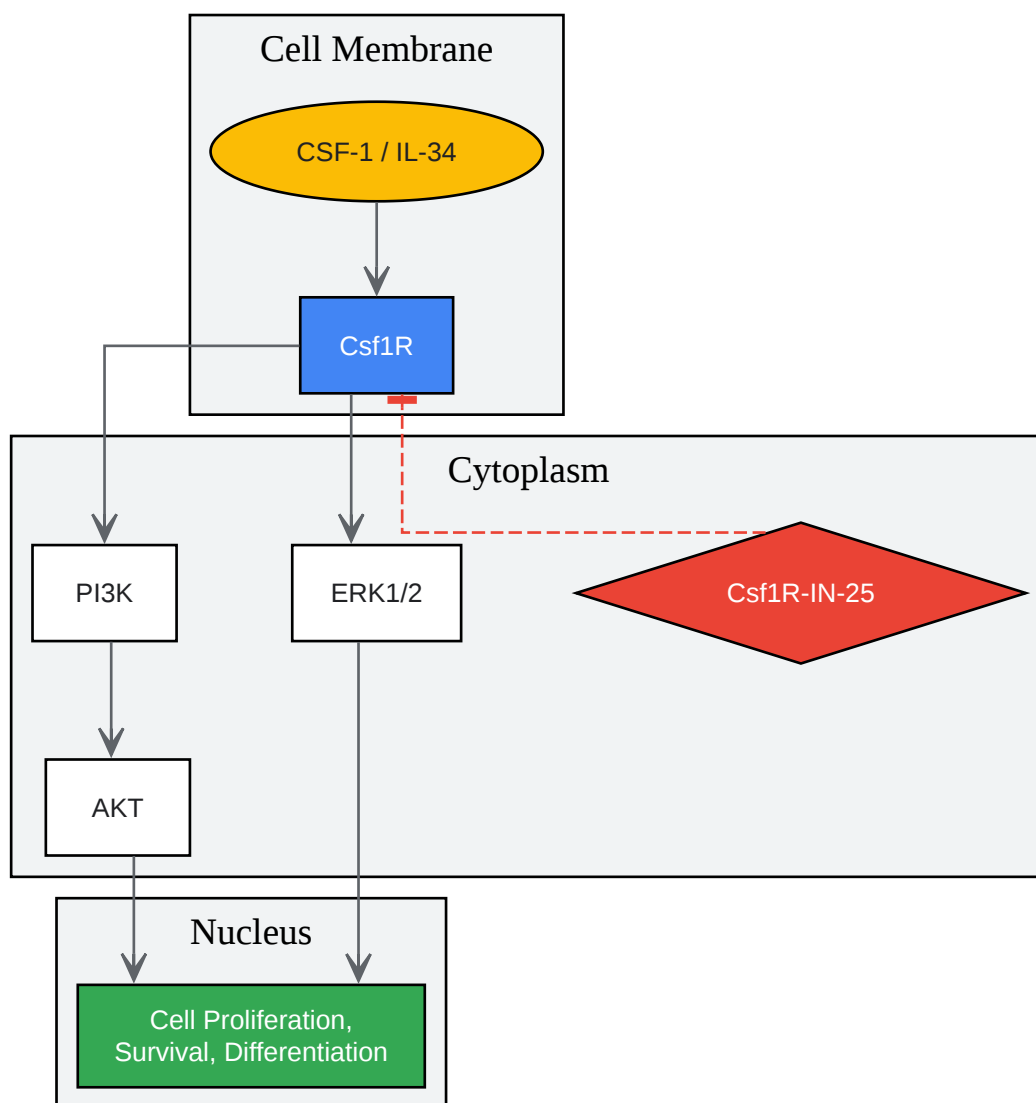 Cell Membrane
CSF-1 / IL-34
Csf1R
Cytoplasm
PI3K
ERK1/2
Csf1R-IN-25
AKT
Nucleus
Cell Proliferation,
Survival, Differentiation